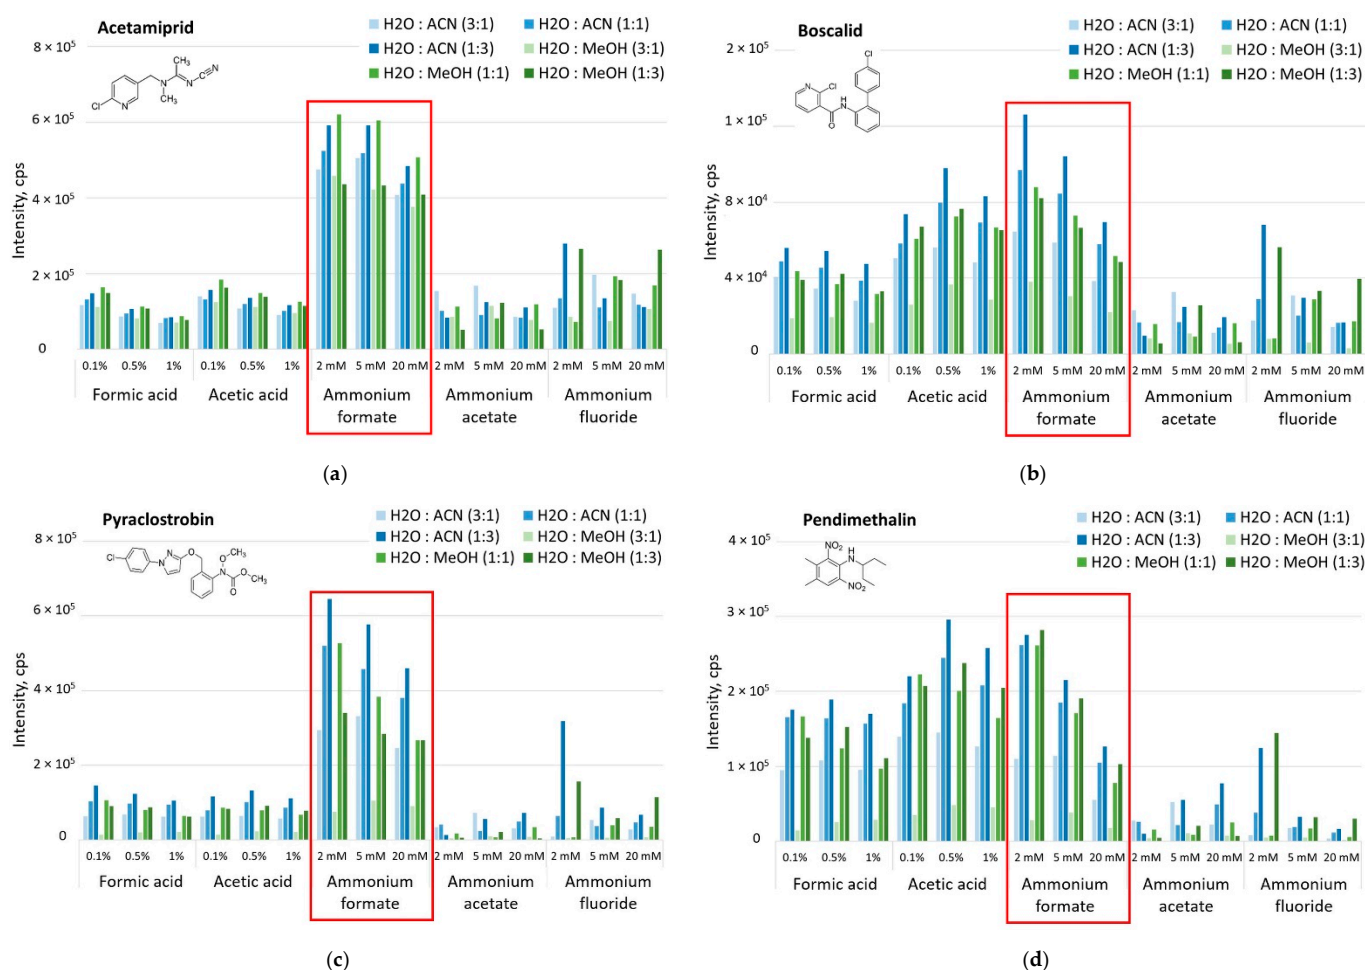 Acetamiprid
H2O : ACN (3:1) H2O : ACN (1:1)
H2O : ACN (1:3) H2O : MeOH (3:1)
H2O : MeOH (1:1) H2O : MeOH (1:3)
Intensity, cps
8 × 10⁵
6 × 10⁵
4 × 10⁵
2 × 10⁵
0
Cl N N CH₃ CH₃ N N
0.1% 0.5% 1% 0.1% 0.5% 1% 2 mM 5 mM 20 mM 2 mM 5 mM 20 mM 2 mM 5 mM 20 mM
Formic acid Acetic acid Ammonium formate Ammonium acetate Ammonium fluoride
(a)
Boscalid
H2O : ACN (3:1) H2O : ACN (1:1)
H2O : ACN (1:3) H2O : MeOH (3:1)
H2O : MeOH (1:1) H2O : MeOH (1:3)
Intensity, cps
2 × 10⁵
1 × 10⁵
8 × 10⁴
4 × 10⁴
0
N Cl O H N Cl
0.1% 0.5% 1% 0.1% 0.5% 1% 2 mM 5 mM 20 mM 2 mM 5 mM 20 mM 2 mM 5 mM 20 mM
Formic acid Acetic acid Ammonium formate Ammonium acetate Ammonium fluoride
(b)
Pyraclostrobin
H2O : ACN (3:1) H2O : ACN (1:1)
H2O : ACN (1:3) H2O : MeOH (3:1)
H2O : MeOH (1:1) H2O : MeOH (1:3)
Intensity, cps
8 × 10⁵
6 × 10⁵
4 × 10⁵
2 × 10⁵
0
Cl N N O O CH₃ N O CH₃ O
0.1% 0.5% 1% 0.1% 0.5% 1% 2 mM 5 mM 20 mM 2 mM 5 mM 20 mM 2 mM 5 mM 20 mM
Formic acid Acetic acid Ammonium formate Ammonium acetate Ammonium fluoride
(c)
Pendimethalin
H2O : ACN (3:1) H2O : ACN (1:1)
H2O : ACN (1:3) H2O : MeOH (3:1)
H2O : MeOH (1:1) H2O : MeOH (1:3)
Intensity, cps
4 × 10⁵
3 × 10⁵
2 × 10⁵
1 × 10⁵
0
NO₂ H N NO₂
0.1% 0.5% 1% 0.1% 0.5% 1% 2 mM 5 mM 20 mM 2 mM 5 mM 20 mM 2 mM 5 mM 20 mM
Formic acid Acetic acid Ammonium formate Ammonium acetate Ammonium fluoride
(d)